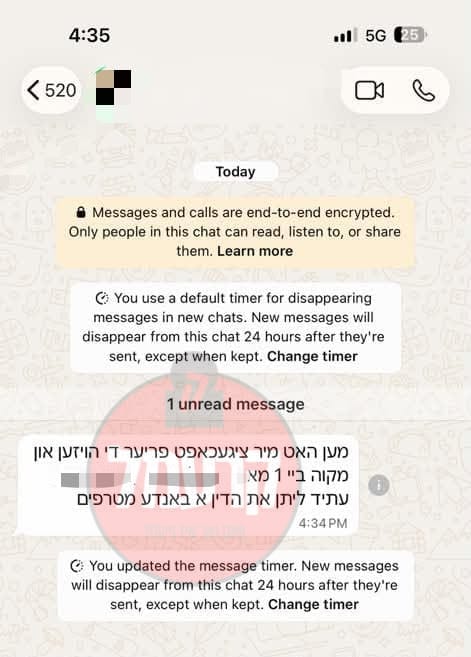 4:35
5G
25
520
Today
Messages and calls are end-to-end encrypted.
Only people in this chat can read, listen to, or share
them. Learn more
You use a default timer for disappearing
messages in new chats. New messages will
disappear from this chat 24 hours after they're
sent, except when kept. Change timer
1 unread message
מען האט מיר ציגעכאפט פריער די הויזען און
מקוה ביי 1 מא.
עתיד ליתן את הדין א באנדע מטרפים
4:34 PM
You updated the message timer. New messages
will disappear from this chat 24 hours after they're
sent, except when kept. Change timer